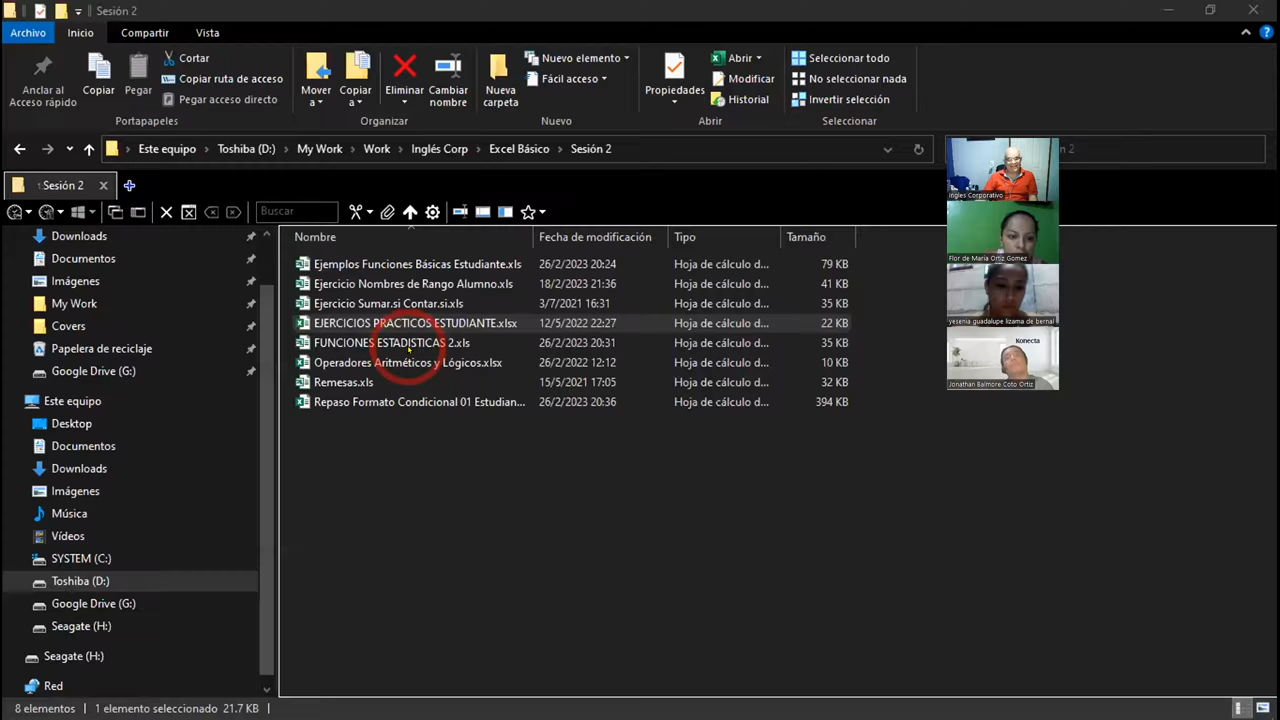 Sesión 2
Archivo Inicio Compartir Vista
Anclar al Acceso rápido
Copiar
Pegar
Cortar
Copiar ruta de acceso
Pegar acceso directo
Portapapeles
Mover a
Copiar a
Eliminar
Cambiar nombre
Organizar
Nueva carpeta
Nuevo elemento
Fácil acceso
Nuevo
Propiedades
Abrir
Modificar
Historial
Abrir
Seleccionar todo
No seleccionar nada
Invertir selección
Seleccionar
Este equipo > Toshiba (D:) > My Work > Work > Inglés Corp > Excel Básico > Sesión 2
2
Sesión 2
Buscar
Downloads
Documentos
Imágenes
My Work
Covers
Papelera de reciclaje
Google Drive (G:)
Este equipo
Desktop
Documentos
Downloads
Imágenes
Música
Vídeos
SYSTEM (C:)
Toshiba (D:)
Google Drive (G:)
Seagate (H:)
Seagate (H:)
Red
Nombre Fecha de modificación Tipo Tamaño
Ejemplos Funciones Básicas Estudiante.xls 26/2/2023 20:24 Hoja de cálculo d... 79 KB
Ejercicio Nombres de Rango Alumno.xls 18/2/2023 21:36 Hoja de cálculo d... 41 KB
Ejercicio Sumar.si Contar.si.xls 3/7/2021 16:31 Hoja de cálculo d... 35 KB
EJERCICIOS PRACTICOS ESTUDIANTE.xlsx 12/5/2022 22:27 Hoja de cálculo d... 22 KB
FUNCIONES ESTADISTICAS 2.xls 26/2/2023 20:31 Hoja de cálculo d... 35 KB
Operadores Aritméticos y Lógicos.xlsx 26/2/2022 12:12 Hoja de cálculo d... 10 KB
Remesas.xls 15/5/2021 17:05 Hoja de cálculo d... 32 KB
Repaso Formato Condicional 01 Estudian... 26/2/2023 20:36 Hoja de cálculo d... 394 KB
Ingles Corporativo
Flor de Maria Ortiz Gomez
yesenia guadalupe lizama de bernal
Konecta
Jonathan Balmore Coto Ortiz
8 elementos 1 elemento seleccionado 21.7 KB